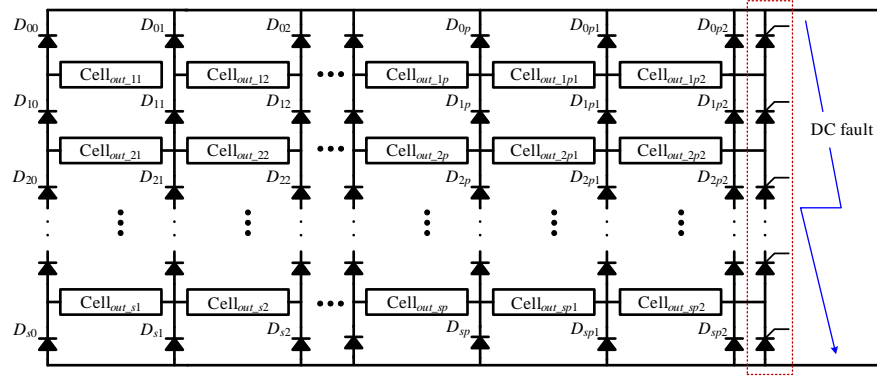 D00 D01 D02 D0p D0p1 D0p2
Cellout_11 Cellout_12 Cellout_1p Cellout_1p1 Cellout_1p2
D10 D11 D12 D1p D1p1 D1p2
DC fault
Cellout_21 Cellout_22 Cellout_2p Cellout_2p1 Cellout_2p2
D20 D21 D22 D2p D2p1 D2p2
Cellout_s1 Cellout_s2 Cellout_sp Cellout_sp1 Cellout_sp2
Ds0 Ds1 Ds2 Dsp Dsp1 Dsp2